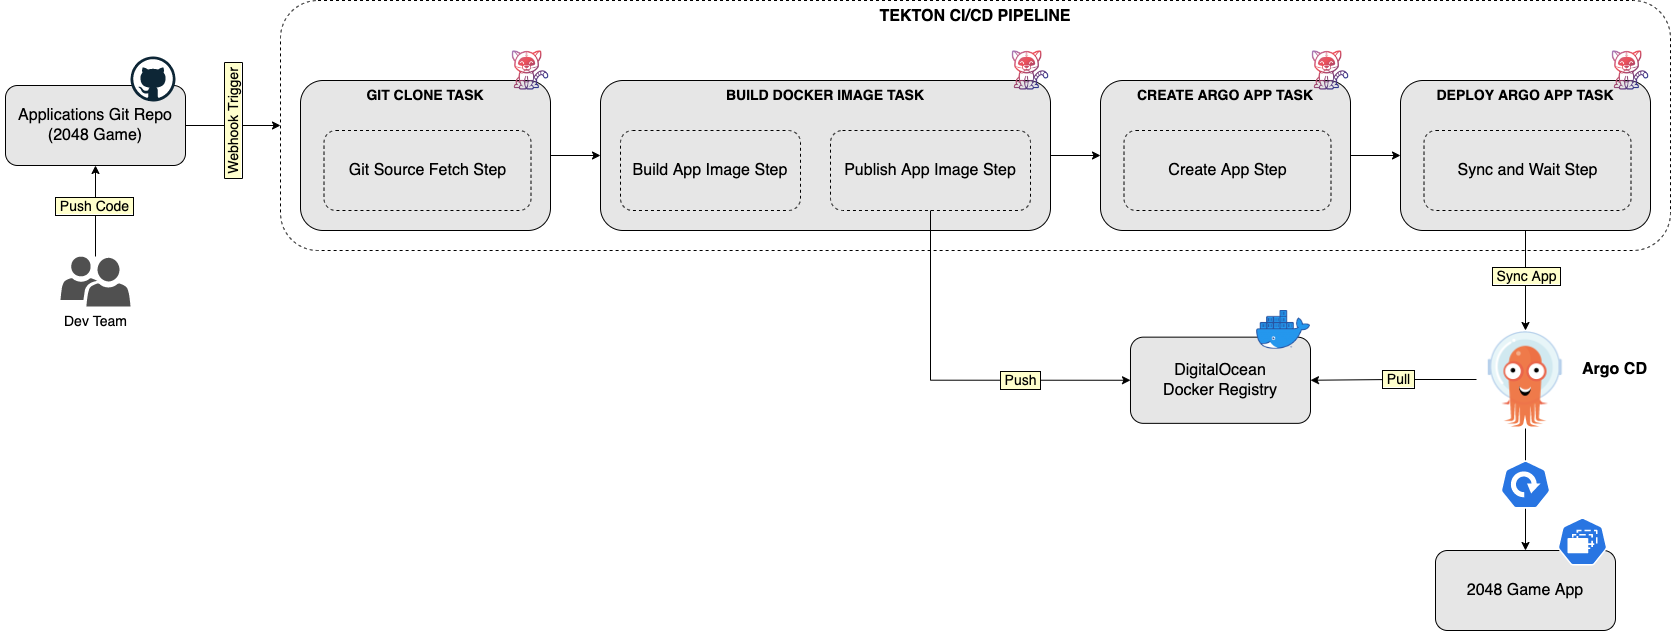 TEKTON CI/CD PIPELINE
Applications Git Repo
(2048 Game)
Webhook Trigger
Push Code
Dev Team
GIT CLONE TASK
Git Source Fetch Step
BUILD DOCKER IMAGE TASK
Build App Image Step
Publish App Image Step
CREATE ARGO APP TASK
Create App Step
DEPLOY ARGO APP TASK
Sync and Wait Step
Sync App
Push
DigitalOcean
Docker Registry
Pull
Argo CD
2048 Game App